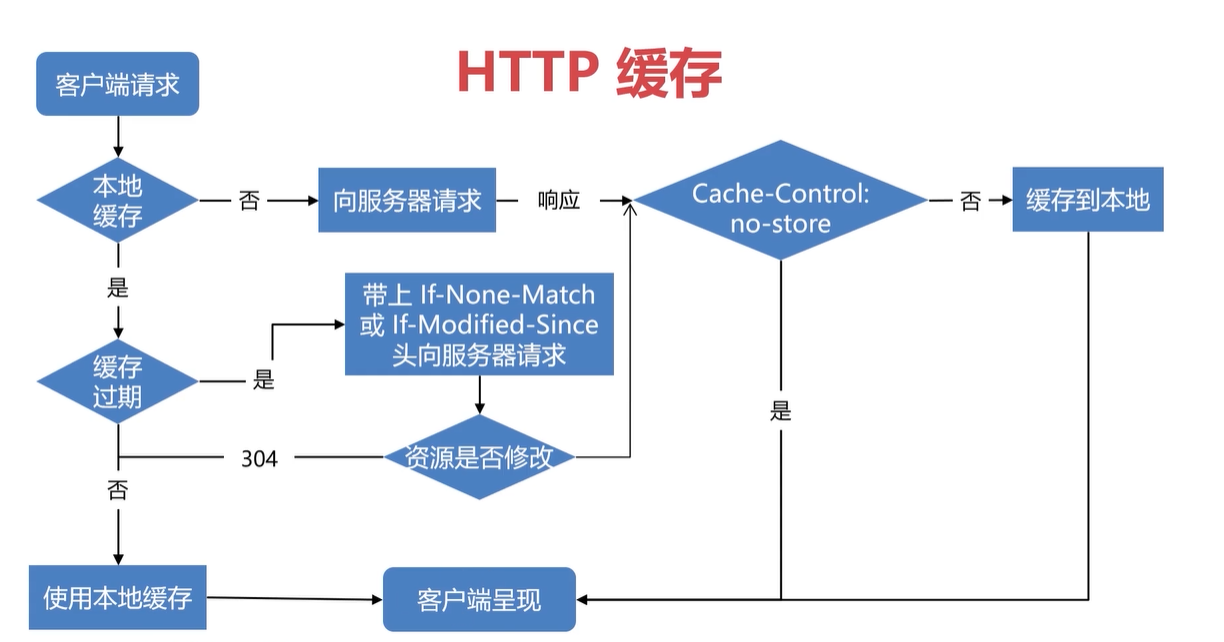 HTTP 缓存
客户端请求
本地
缓存
否
向服务器请求
响应
Cache-Control:
no-store
否
缓存到本地
是
带上 If-None-Match
或 If-Modified-Since
头向服务器请求
缓存
过期
是
是
资源是否修改
304
否
使用本地缓存
客户端呈现